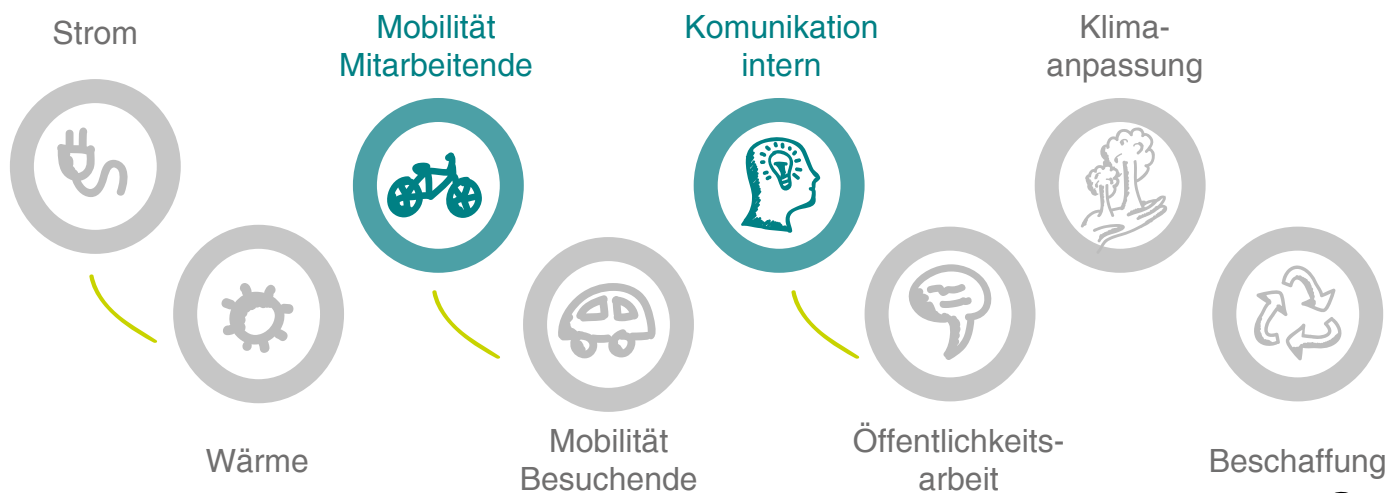 Strom
Mobilität
Mitarbeitende
Komunikation
intern
Klima-
anpassung
Wärme
Mobilität
Besuchende
Öffentlichkeits-
arbeit
Beschaffung